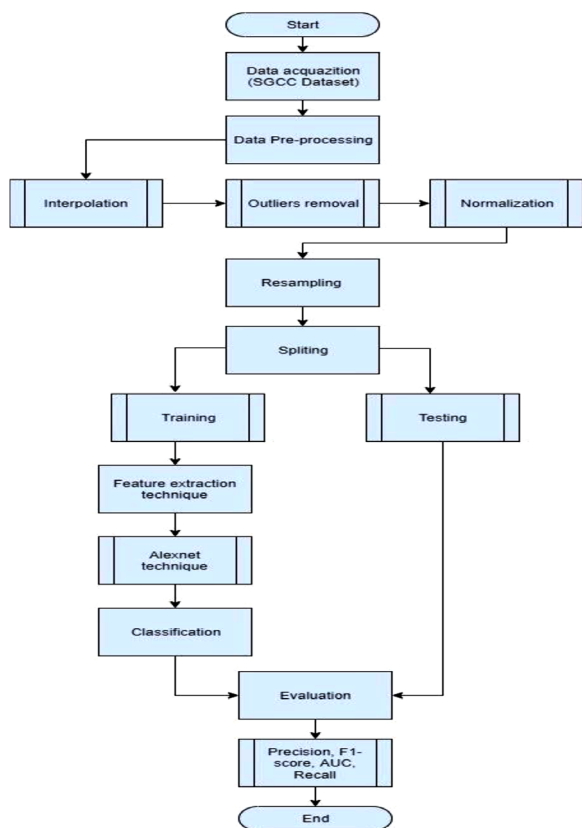 Start
Data acquazition
(SGCC Dataset)
Data Pre-processing
Interpolation
Outliers removal
Normalization
Resampling
Spliting
Training
Testing
Feature extraction
technique
Alexnet
technique
Classification
Evaluation
Precision, F1-
score, AUC,
Recall
End